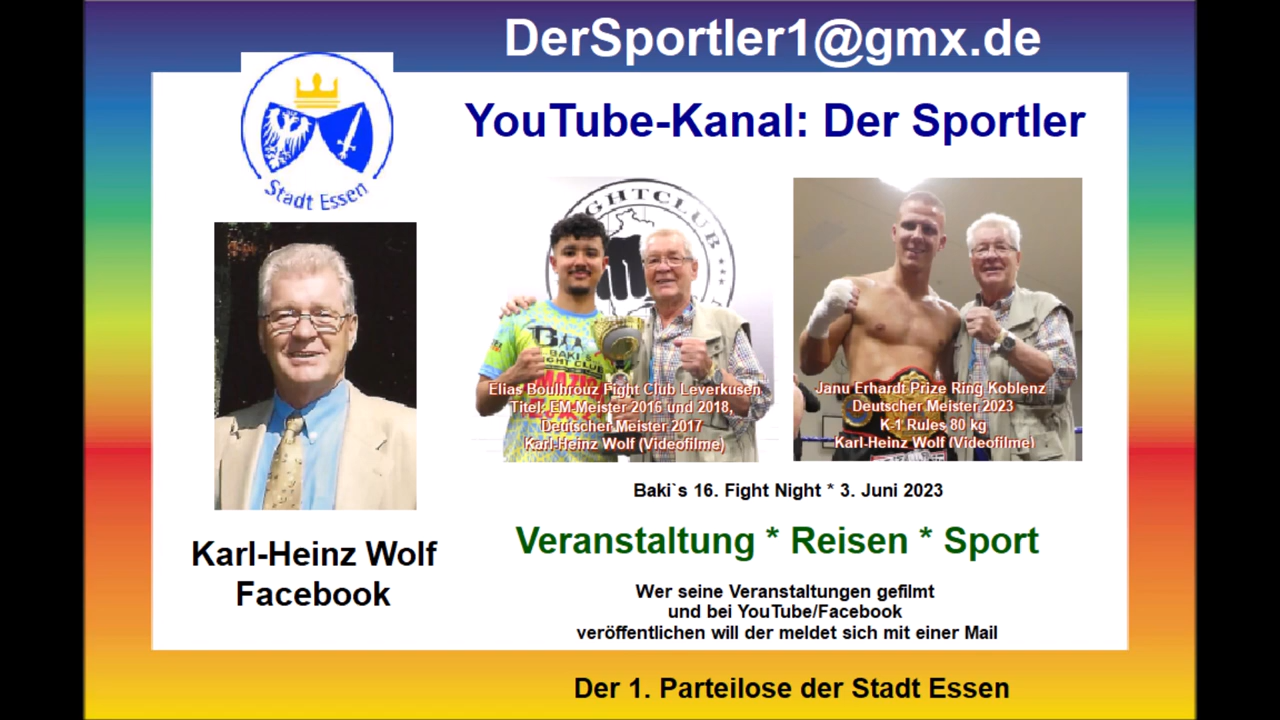 DerSportler1@gmx.de
YouTube-Kanal: Der Sportler
Stadt Essen
FIGHTCLUB
BAKI'S
FIGHT CLUB
Elias Boulhrouz Fight Club Leverkusen
Titel: EM-Meister 2016 und 2018,
Deutscher Meister 2017
Karl-Heinz Wolf (Videofilme)
Janu Erhardt Prize Ring Koblenz
Deutscher Meister 2023
K-1 Rules 80 kg
Karl-Heinz Wolf (Videofilme)
Baki`s 16. Fight Night * 3. Juni 2023
Karl-Heinz Wolf
Facebook
Veranstaltung * Reisen * Sport
Wer seine Veranstaltungen gefilmt
und bei YouTube/Facebook
veröffentlichen will der meldet sich mit einer Mail
Der 1. Parteilose der Stadt Essen